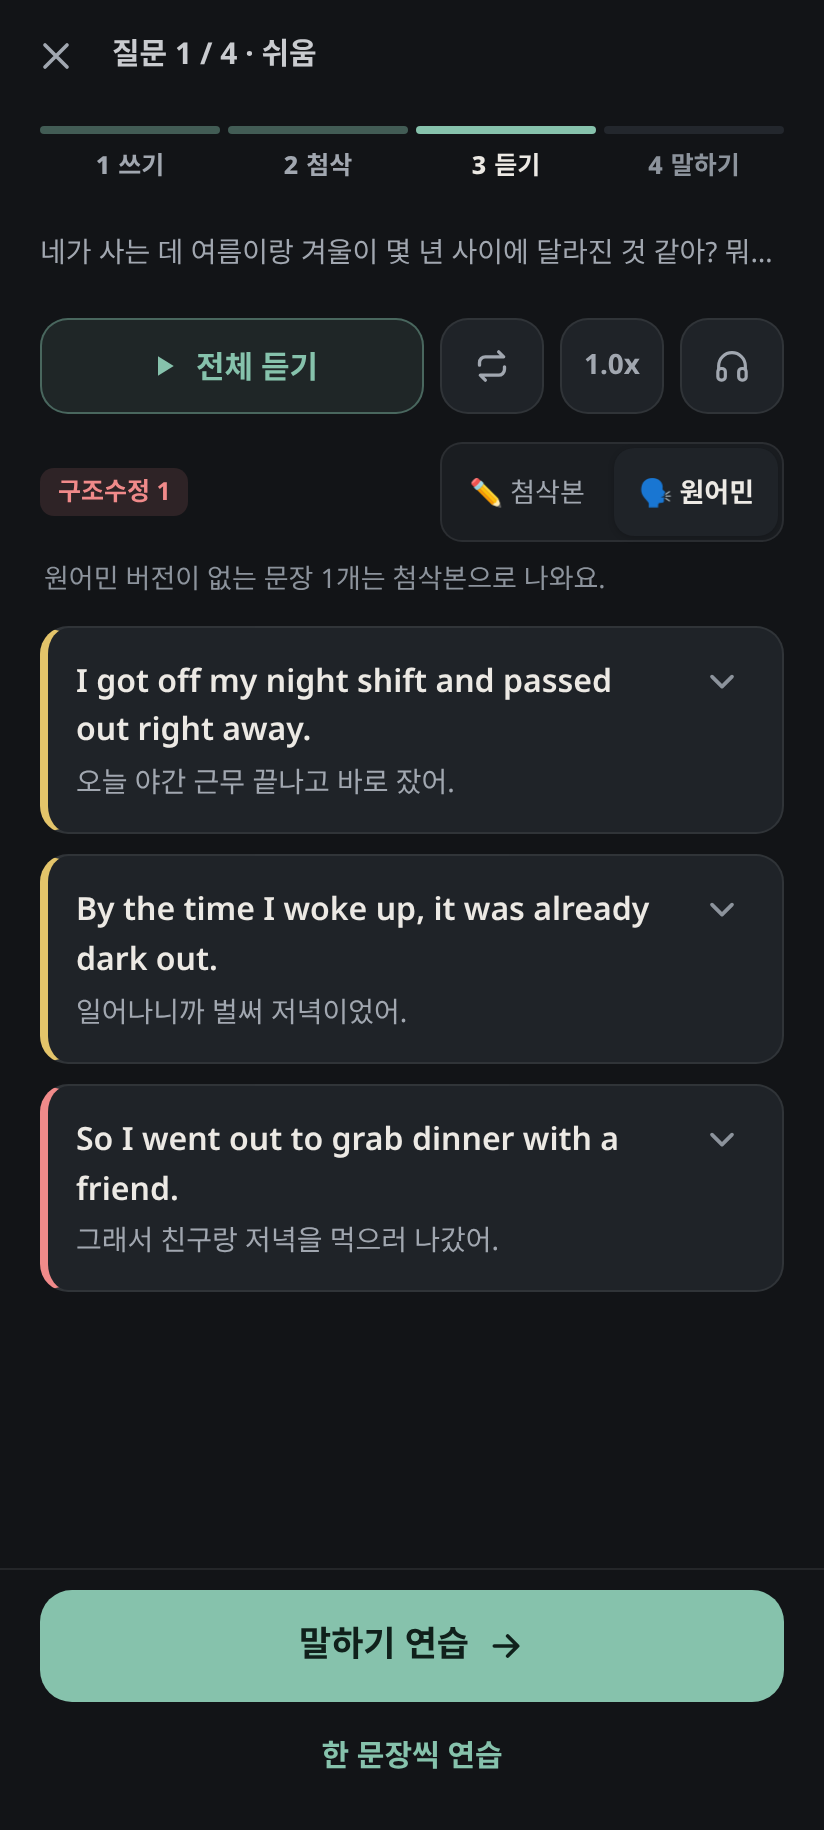 질문 1 / 4 · 쉬움
1 쓰기
2 첨삭
3 듣기
4 말하기
네가 사는 데 여름이랑 겨울이 몇 년 사이에 달라진 것 같아? 뭐...
전체 듣기
1.0x
구조수정 1
첨삭본
원어민
원어민 버전이 없는 문장 1개는 첨삭본으로 나와요.
I got off my night shift and passed
out right away.
오늘 야간 근무 끝나고 바로 잤어.
By the time I woke up, it was already
dark out.
일어나니까 벌써 저녁이었어.
So I went out to grab dinner with a
friend.
그래서 친구랑 저녁을 먹으러 나갔어.
말하기 연습 →
한 문장씩 연습